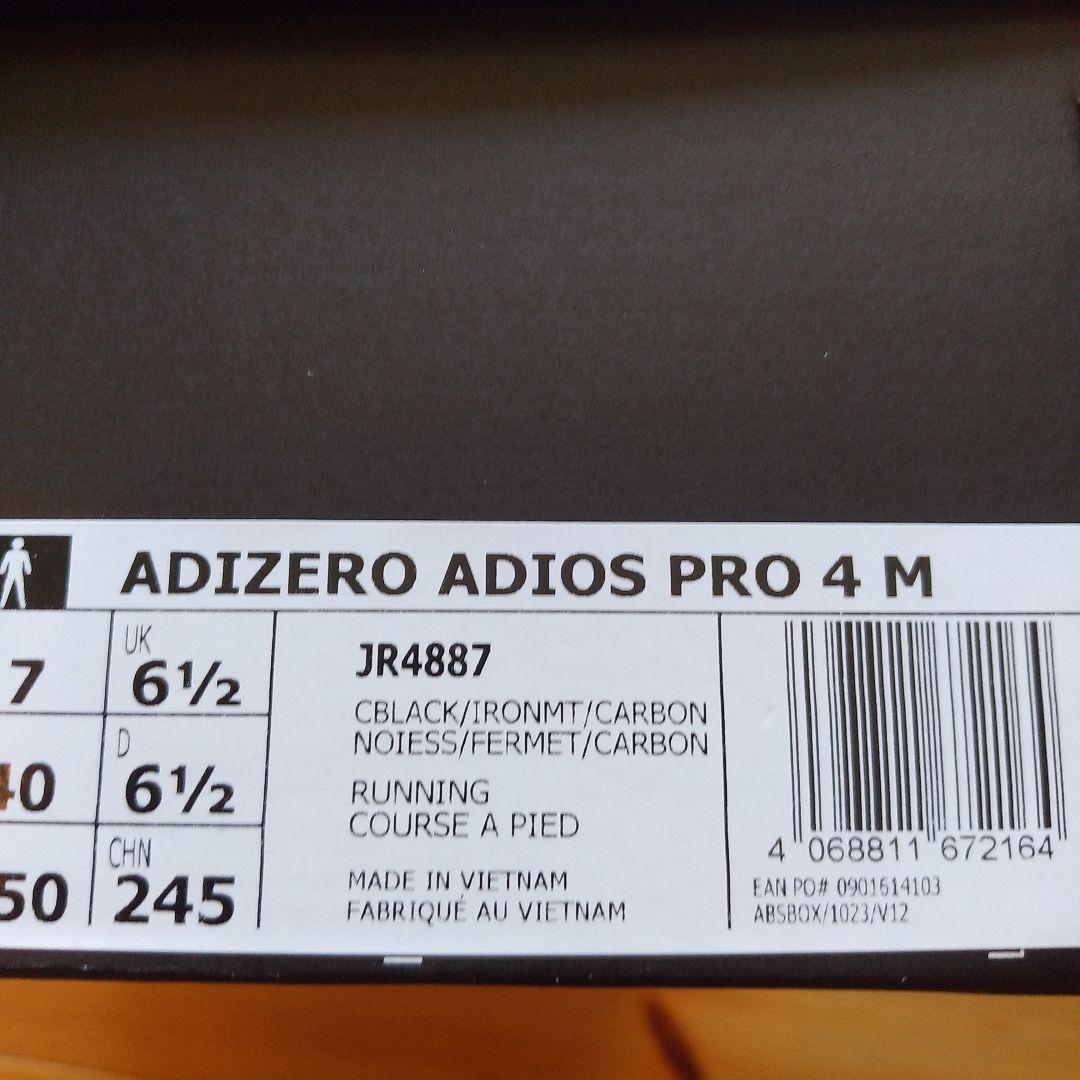 ADIZERO ADIOS PRO 4 M
7
UK
6½
40
D
6½
50
CHN
245
JR4887
CBLACK/IRONMT/CARBON
NOIESS/FERMET/CARBON
RUNNING
COURSE A PIED
MADE IN VIETNAM
FABRIQUÉ AU VIETNAM
4 068811 672164
EAN PO# 0901614103
ABSBOX/1023/V12